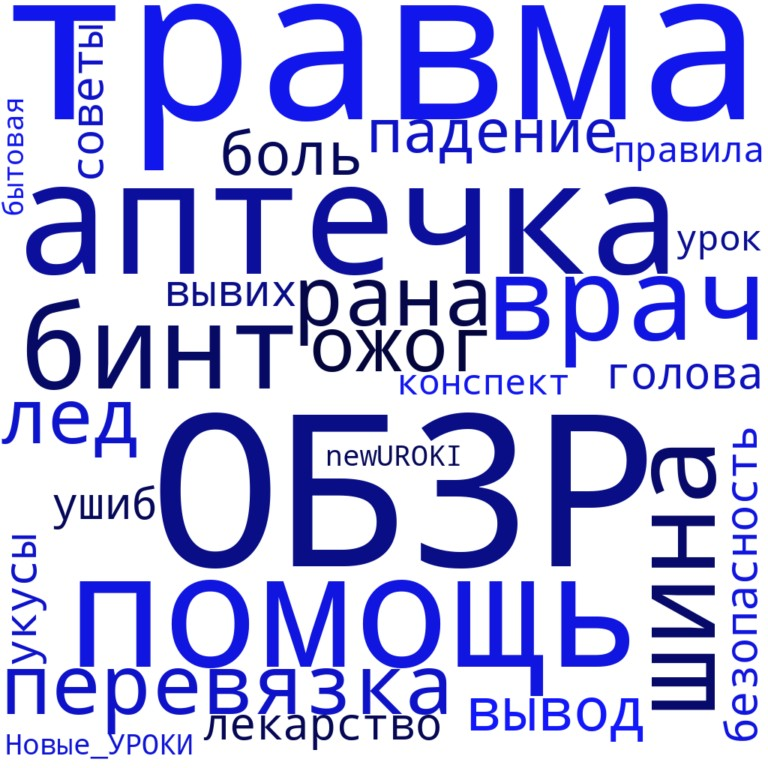 травма
советы
бытовая
боль
падение
правила
аптечка
урок
вывих
рана
врач
бинт
ожог
конспект
голова
лед
ОБЗР
newUROKI
ушиб
шина
безопасность
укусы
помощь
перевязка
лекарство
вывод
Новые_УРОКИ